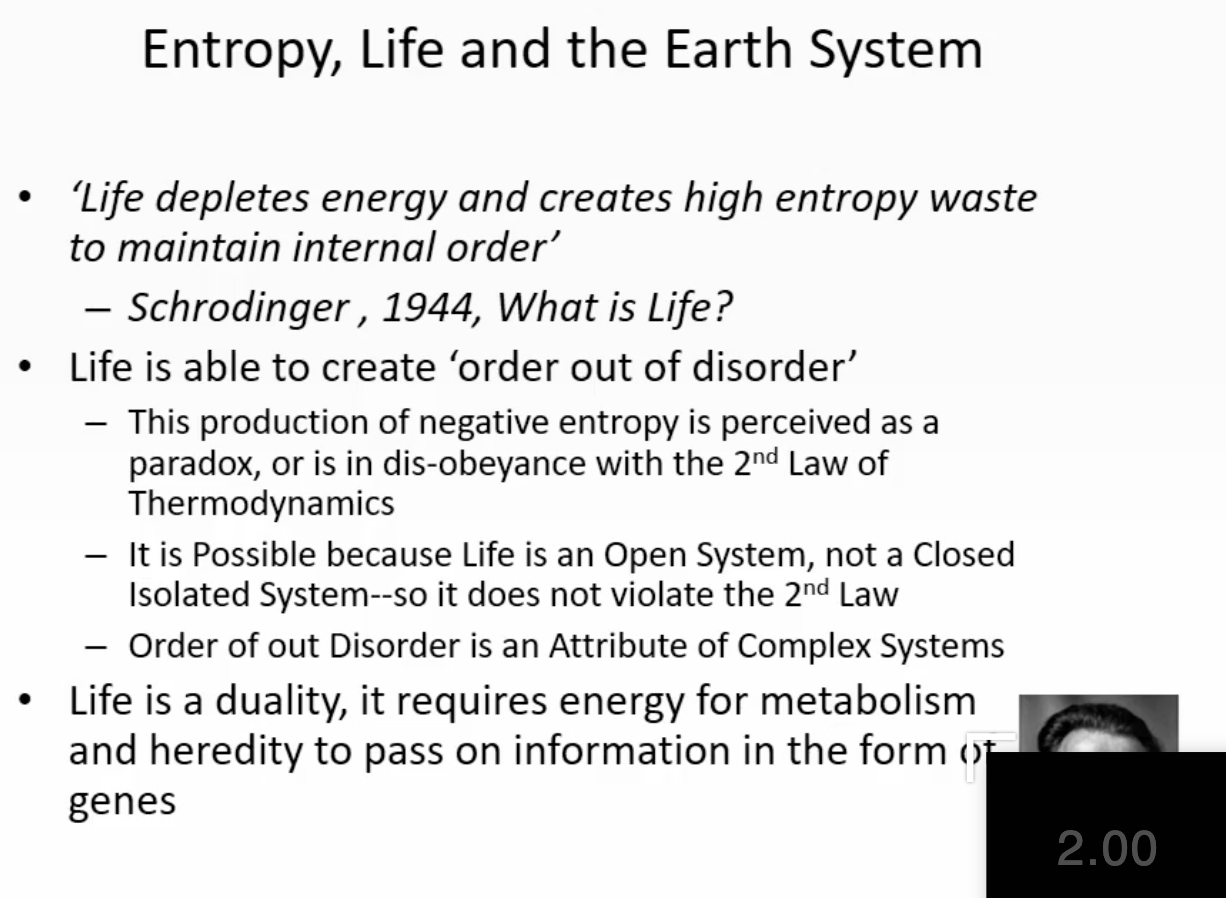 Entropy, Life and the Earth System
• ‘Life depletes energy and creates high entropy waste
to maintain internal order’
– Schrodinger , 1944, What is Life?
• Life is able to create ‘order out of disorder’
– This production of negative entropy is perceived as a
paradox, or is in dis-obeyance with the 2nd Law of
Thermodynamics
– It is Possible because Life is an Open System, not a Closed
Isolated System--so it does not violate the 2nd Law
– Order of out Disorder is an Attribute of Complex Systems
• Life is a duality, it requires energy for metabolism
and heredity to pass on information in the form of
genes
2.00